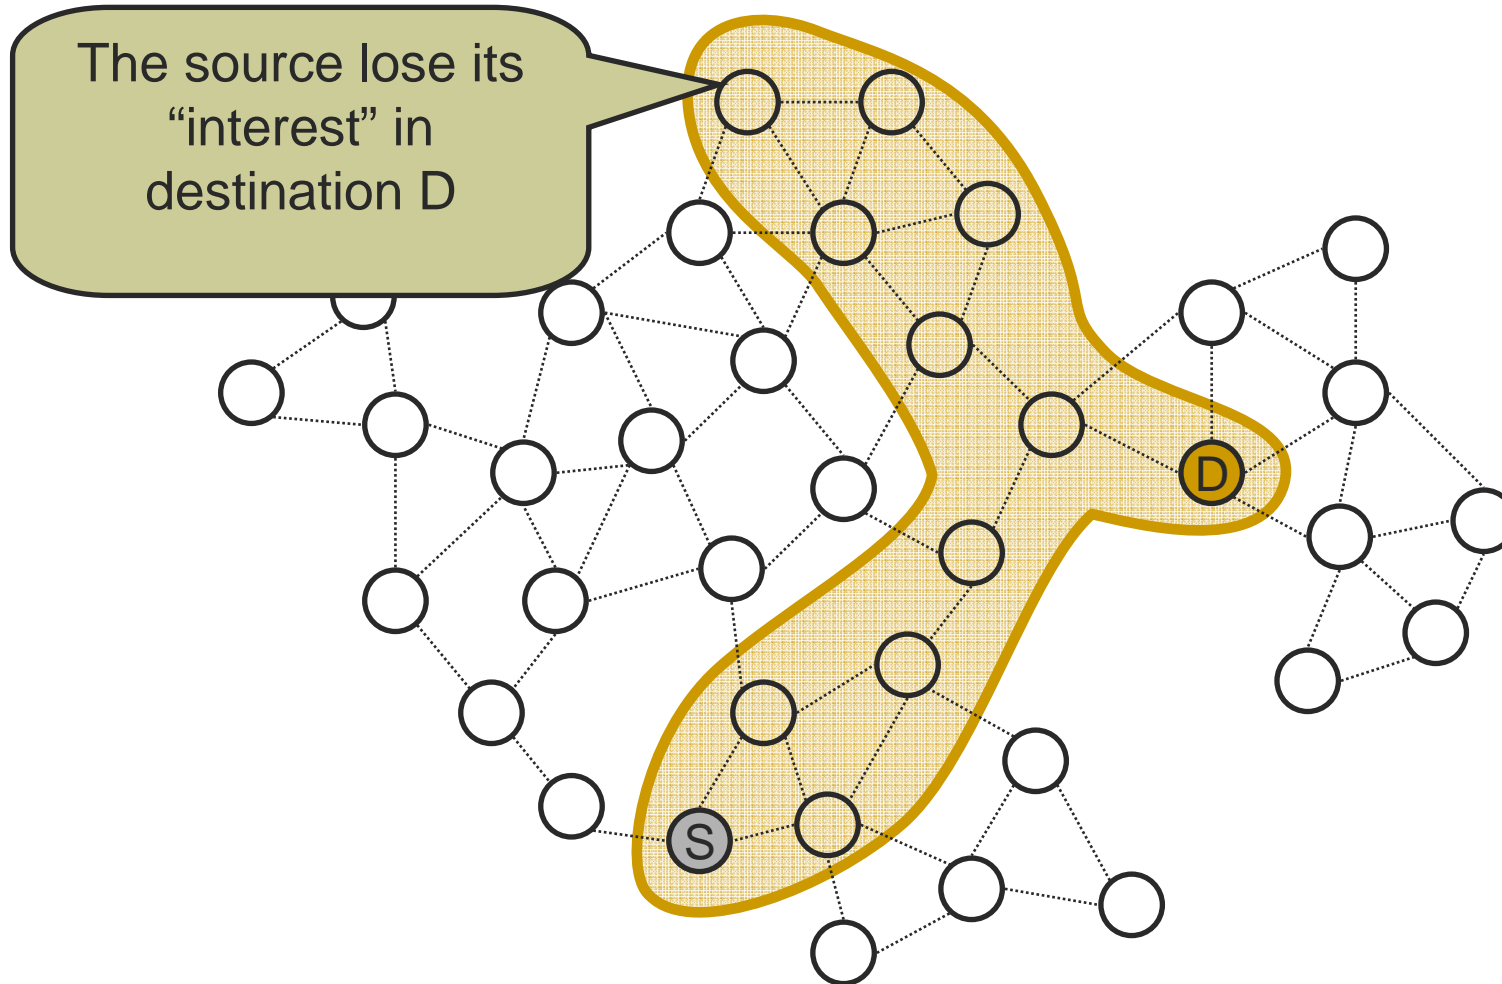 The source lose its
“interest” in
destination D
D
S